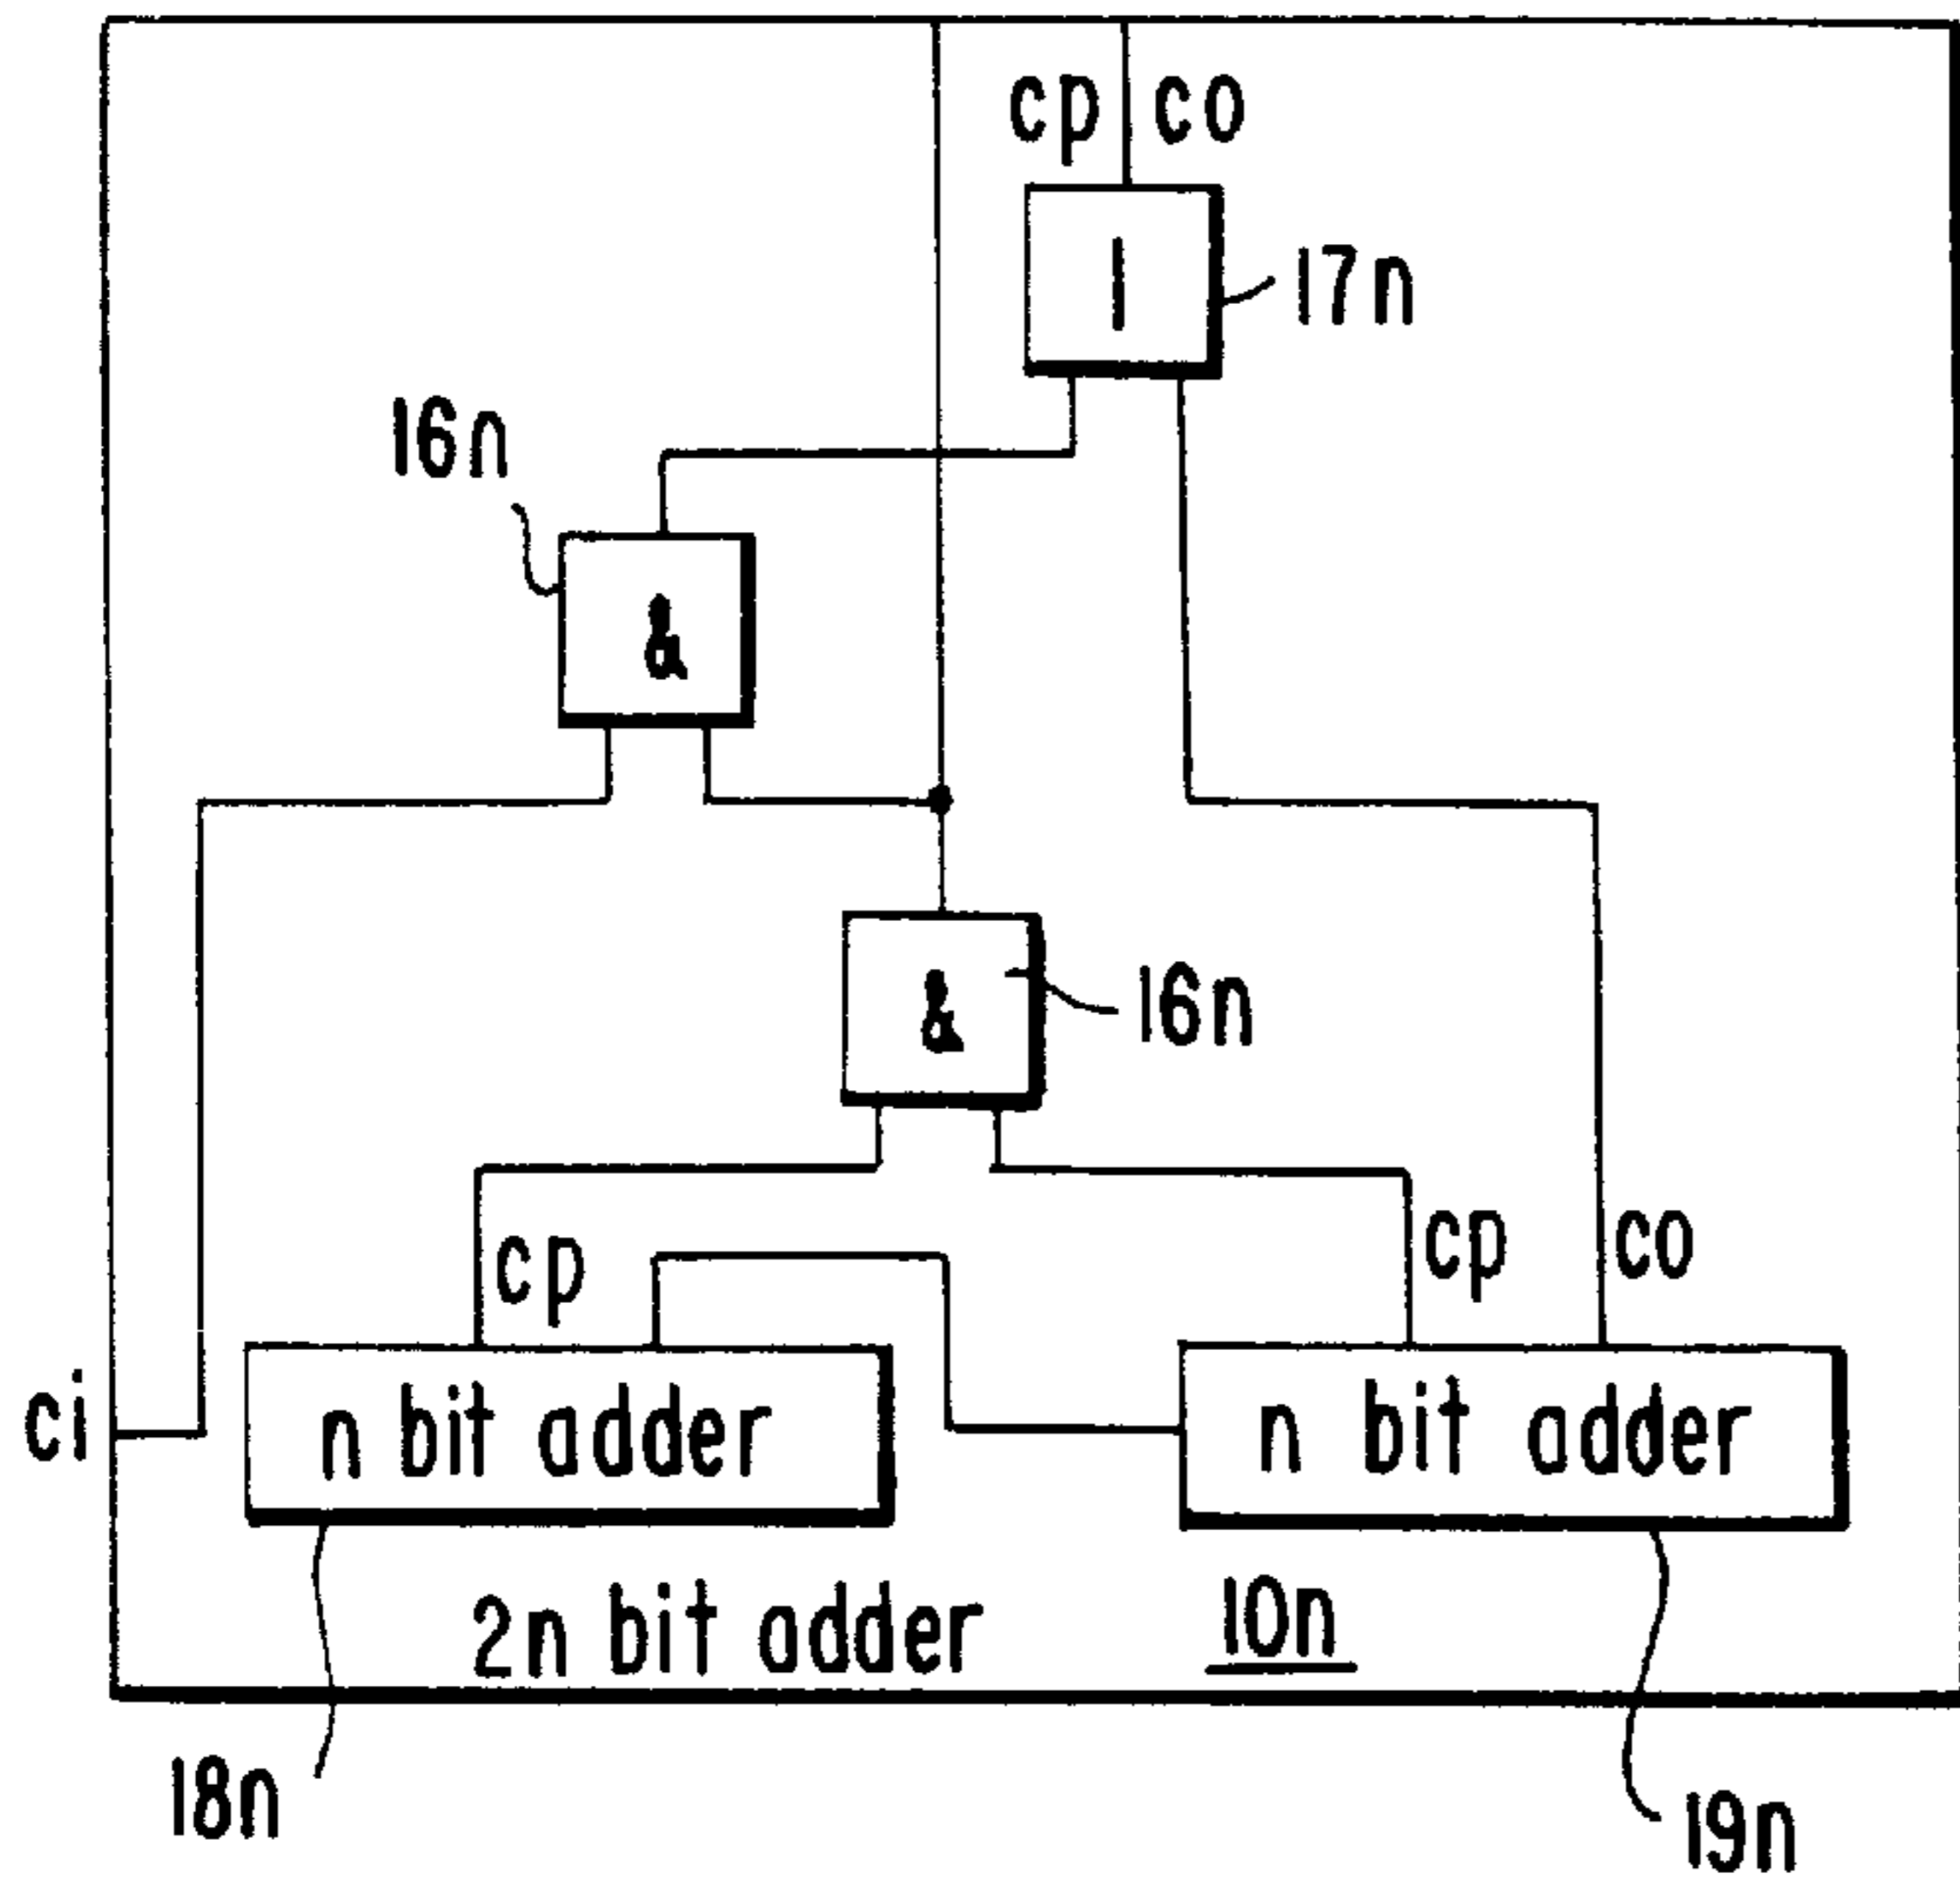 cp co
17n
16n
&
&
16n
cp
cp
co
ci
n bit adder
n bit adder
2n bit adder
10n
18n
19n